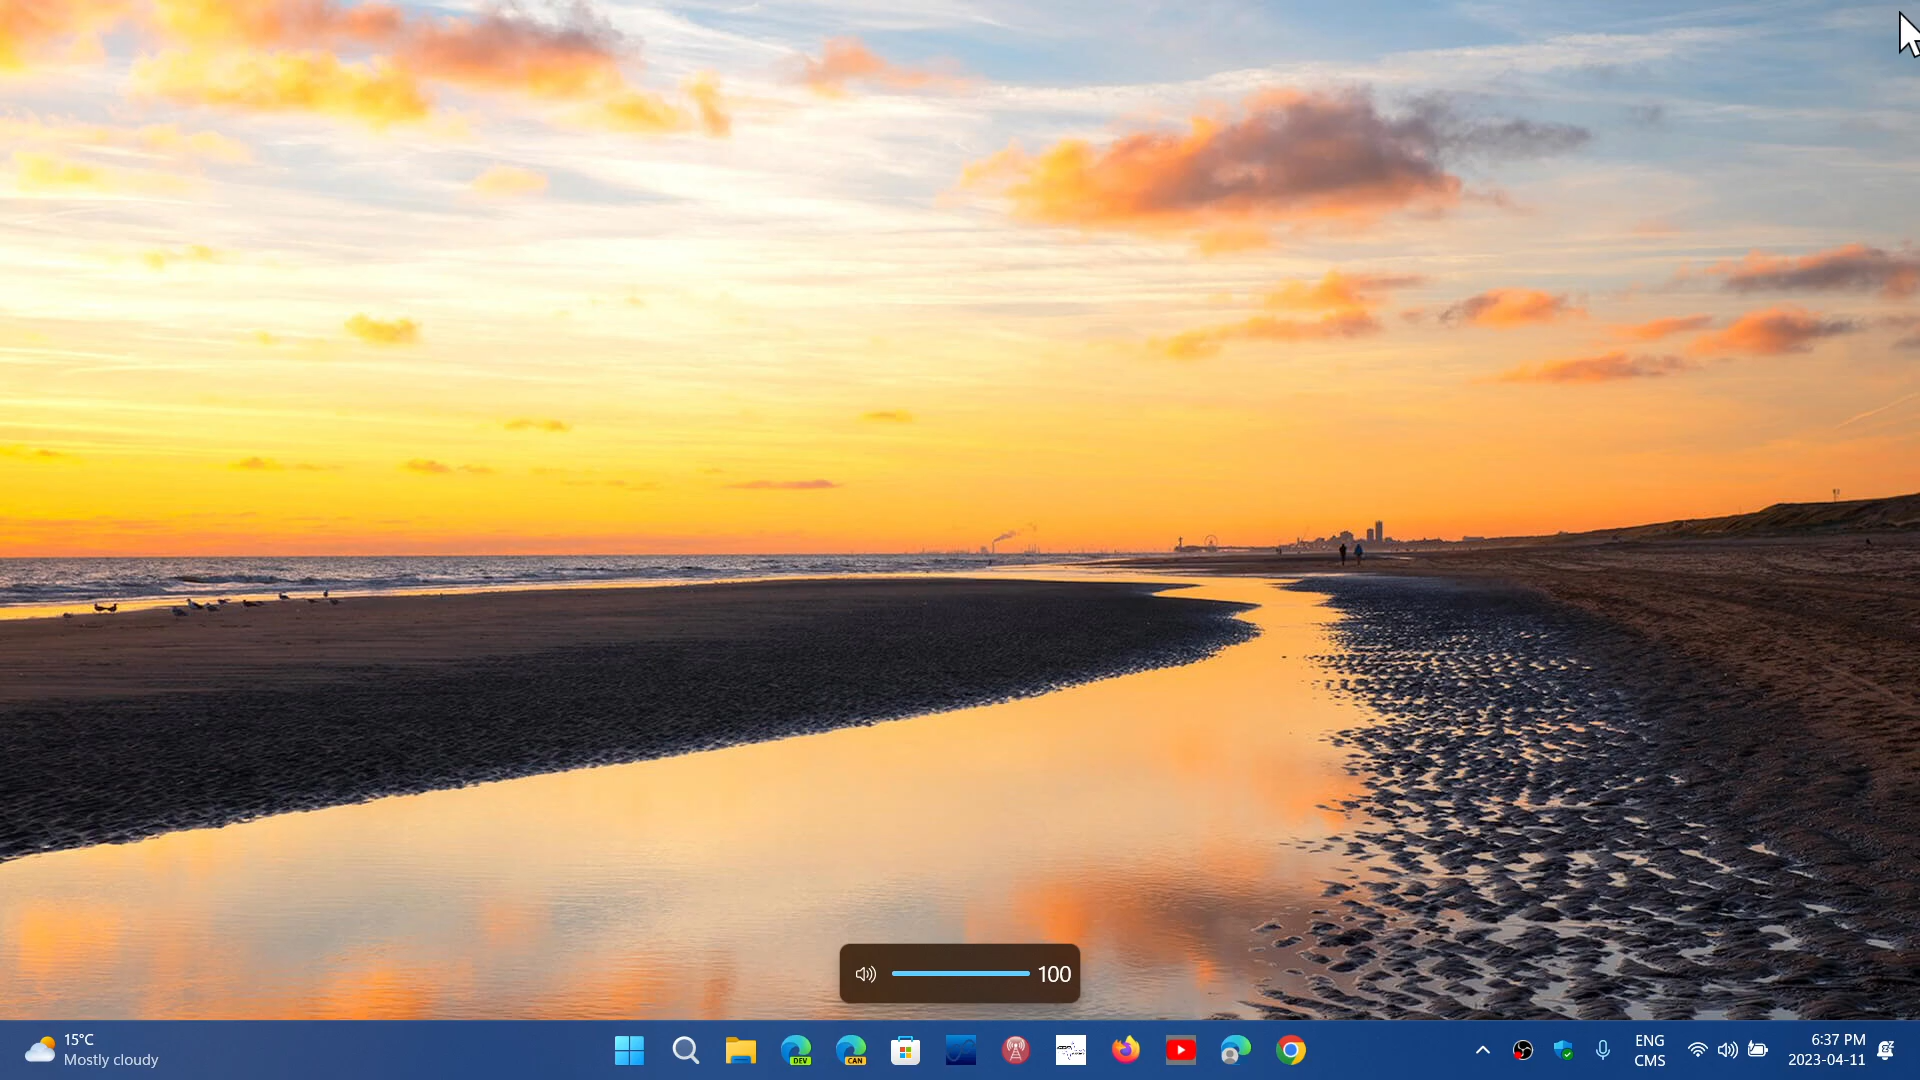 100
15°C
Mostly cloudy
DEV
CAN
ENG
CMS
6:37 PM
2023-04-11